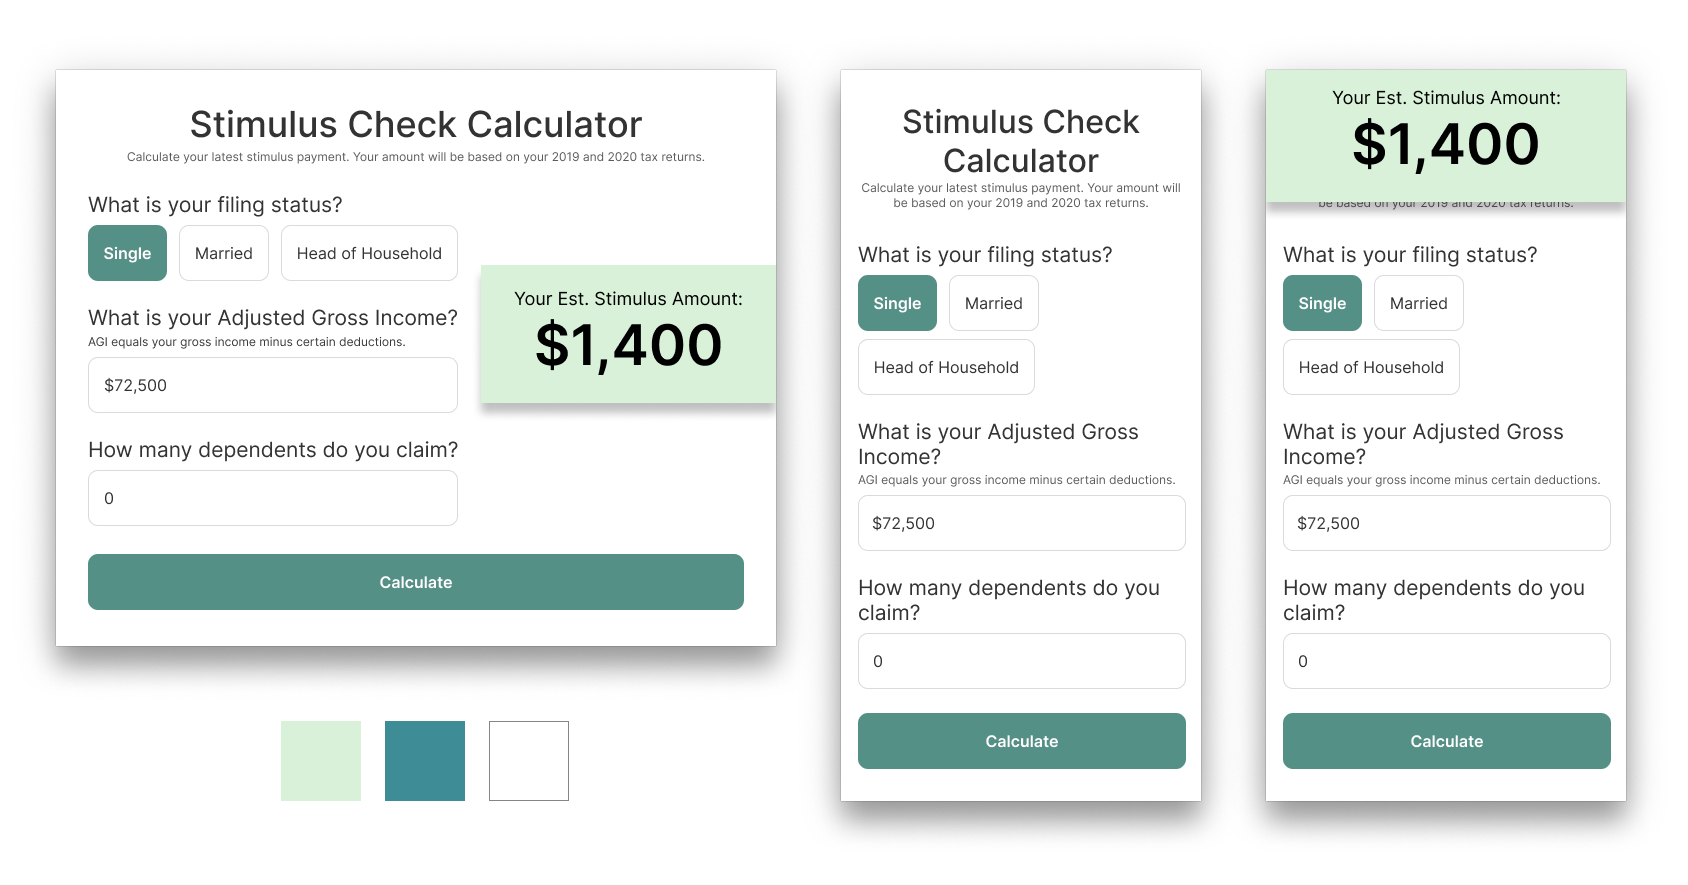 Stimulus Check Calculator
Calculate your latest stimulus payment. Your amount will be based on your 2019 and 2020 tax returns.
What is your filing status?
Single
Married
Head of Household
What is your Adjusted Gross Income?
AGI equals your gross income minus certain deductions.
$72,500
How many dependents do you claim?
0
Your Est. Stimulus Amount:
$1,400
Calculate
Stimulus Check
Calculator
Calculate your latest stimulus payment. Your amount will
be based on your 2019 and 2020 tax returns.
What is your filing status?
Single
Married
Head of Household
What is your Adjusted Gross
Income?
AGI equals your gross income minus certain deductions.
$72,500
How many dependents do you
claim?
0
Calculate
Your Est. Stimulus Amount:
$1,400
be based on your 2019 and 2020 tax returns.
What is your filing status?
Single
Married
Head of Household
What is your Adjusted Gross
Income?
AGI equals your gross income minus certain deductions.
$72,500
How many dependents do you
claim?
0
Calculate